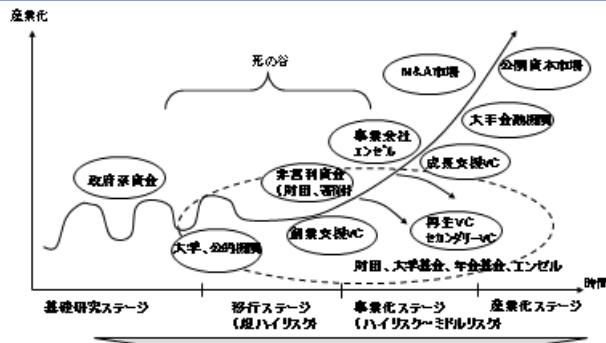 産業化
死の谷
M&A市場
公開資本市場
大手金融機関
事業会社
エンゼル
成長支援VC
政府系資金
非営利資金
(財団、寄付)
大学、公的機関
創業支援VC
再生VC
セカンダリーVC
財団、大学基金、年金基金、エンゼル
時間
基礎研究ステージ
移行ステージ
(超ハイリスク)
事業化ステージ
(ハイリスク～ミドルリスク)
産業化ステージ